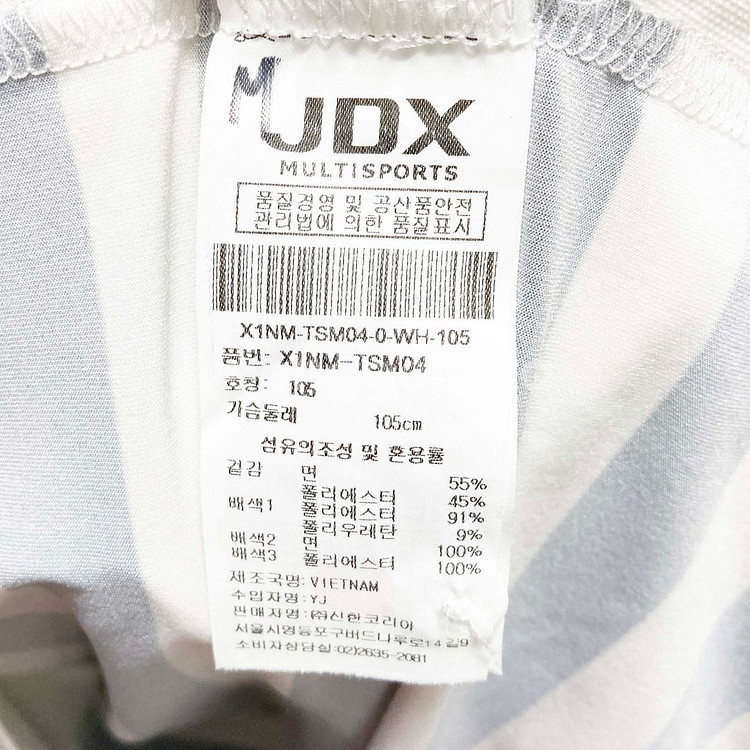 M
JDX
MULTISPORTS
품질경영 및 공산품안전
관리법에 의한 품질표시
X1NM-TSM04-0-WH-105
품번: X1NM-TSM04
호칭: 105
가슴둘레 105cm
섬유의조성 및 혼용률
겉감 면 55%
폴리에스터 45%
배색1 폴리에스터 91%
폴리우레탄 9%
배색2 면 100%
배색3 폴리에스터 100%
제조국명: VIETNAM
수입자명: YJ
판매자명: ㈜신한코리아
서울시영등포구버드나루로14길9
소비자상담실:02)2635-2081